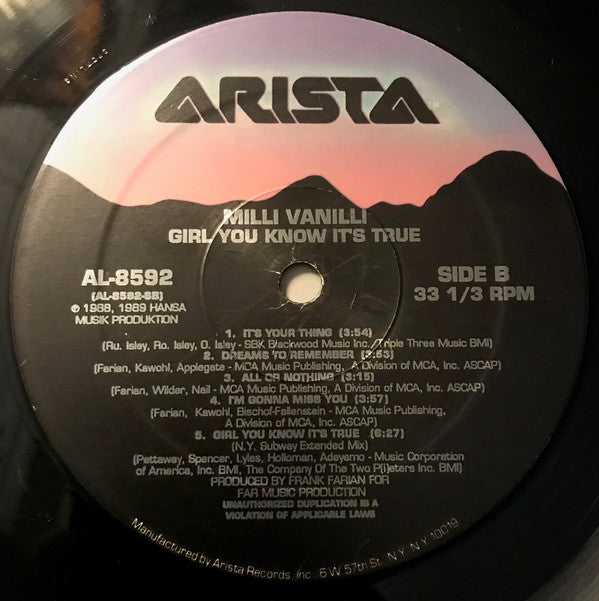 ARISTA
MILLI VANILLI
GIRL YOU KNOW IT'S TRUE
AL-8592
(AL-8592-SB)
℗ 1988, 1989 HANSA
MUSIK PRODUKTION
SIDE B
33 1/3 RPM
1. IT'S YOUR THING (3:54)
(Ru. Isley, Ro. Isley, O. Isley - SBK Blackwood Music Inc./Triple Three Music BMI)
2. DREAMS TO REMEMBER (3:53)
(Farian, Kawohl, Applegate - MCA Music Publishing, A Division of MCA, Inc. ASCAP)
3. ALL OR NOTHING (3:15)
(Farian, Wilder, Nail - MCA Music Publishing, A Division of MCA, Inc. ASCAP)
4. I'M GONNA MISS YOU (3:57)
(Farian, Kawohl, Bischof-Fallenstein - MCA Music Publishing,
A Division of MCA, Inc. ASCAP)
5. GIRL YOU KNOW IT'S TRUE (6:27)
(N.Y. Subway Extended Mix)
(Pettaway, Spencer, Lyles, Holloman, Adeyemo - Music Corporation
of America, Inc. BMI, The Company Of The Two P(i)eters Inc. BMI)
PRODUCED BY FRANK FARIAN FOR
FAR MUSIC PRODUCTION
UNAUTHORIZED DUPLICATION IS A
VIOLATION OF APPLICABLE LAWS
Manufactured by Arista Records, Inc., 6 W 57th St., N.Y., N.Y. 10019